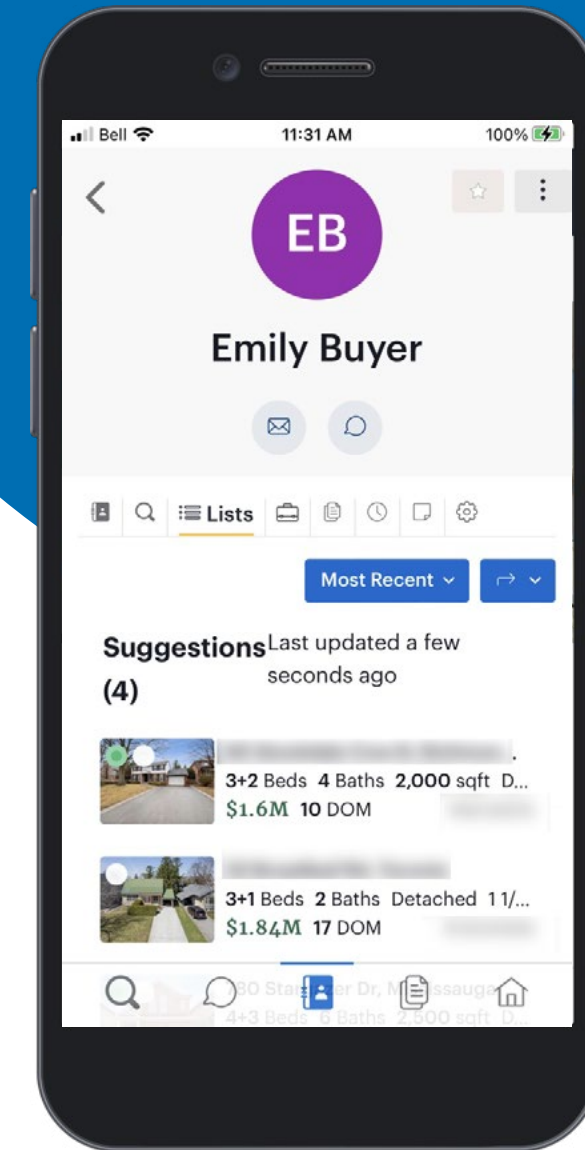 Bell 11:31 AM 100%
EB
Emily Buyer
Lists
Most Recent
Suggestions Last updated a few
(4) seconds ago
3+2 Beds 4 Baths 2,000 sqft D...
$1.6M 10 DOM
3+1 Beds 2 Baths Detached 1 1/...
$1.84M 17 DOM
4+3 Beds 6 Baths 2,500 sqft D...